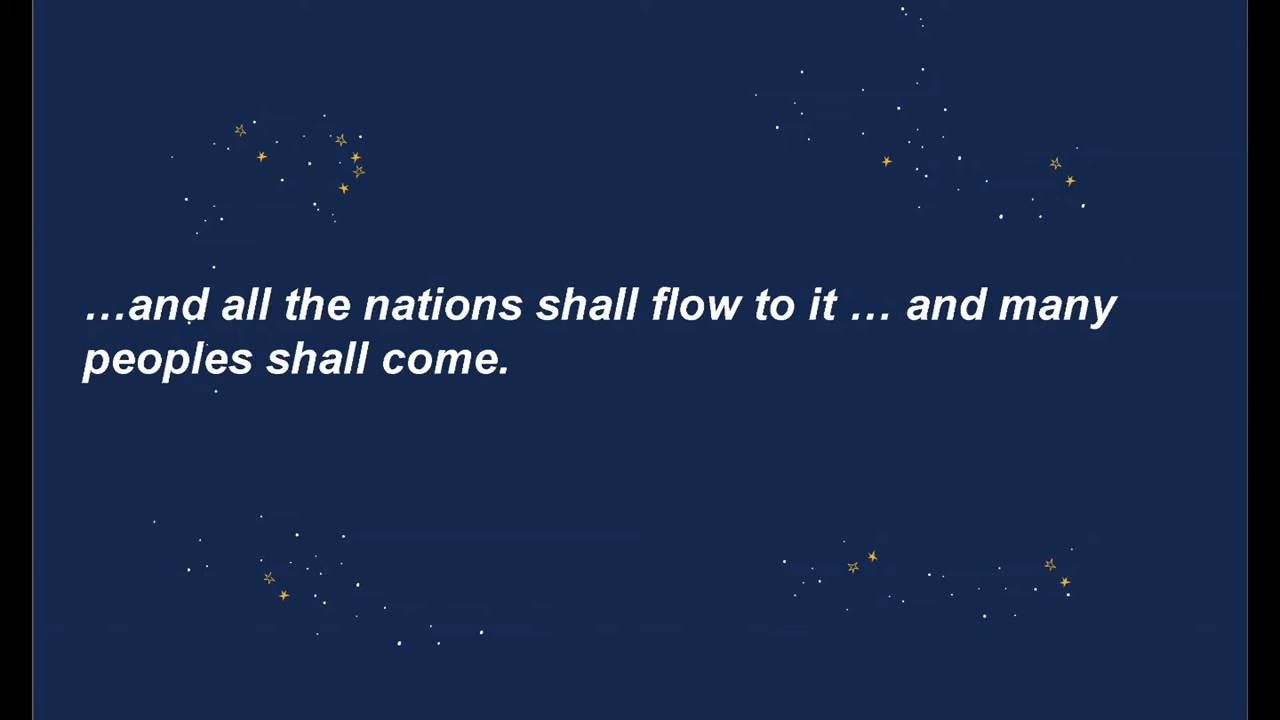 …and all the nations shall flow to it … and many
peoples shall come.